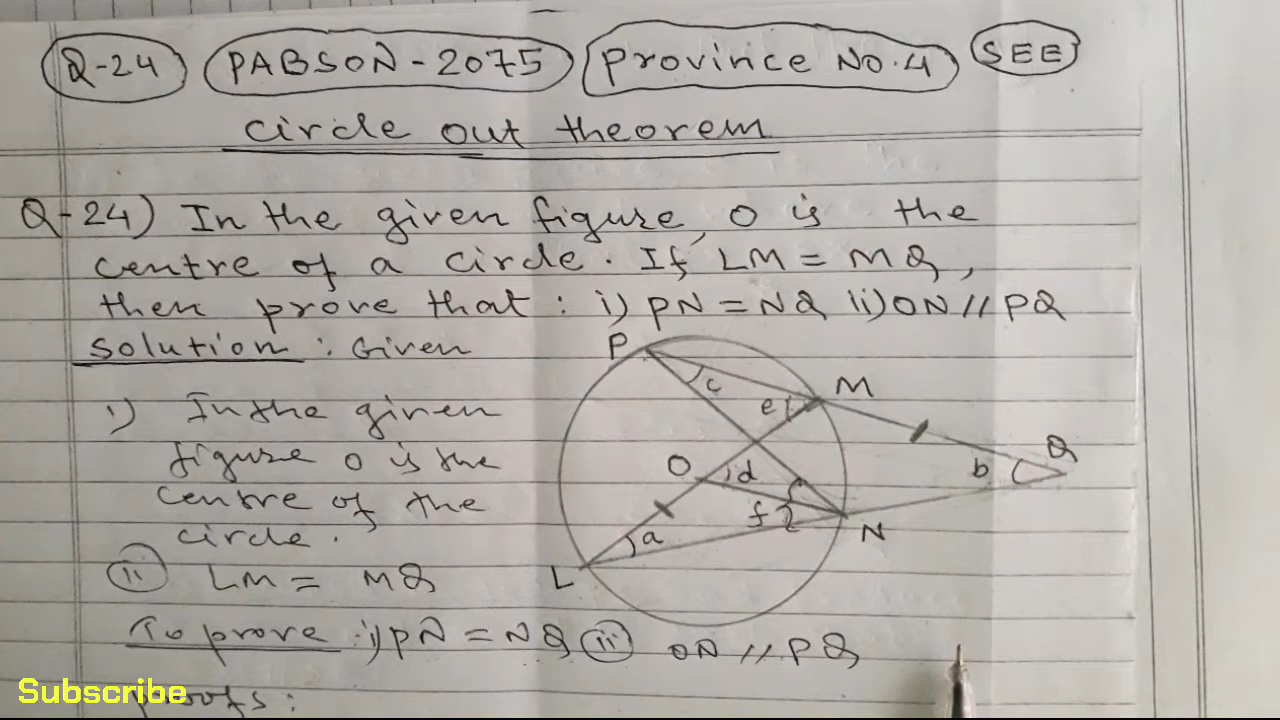 Q-24 PABSON-2075 Province No.4 SEE
circle out theorem
Q-24) In the given figure, O is the
centre of a circle. If LM = MQ,
then prove that: i) PN = NQ ii) ON // PQ
solution: Given
i) In the given
figure O is the
centre of the
circle.
ii LM = MQ
To prove: i) PN = NQ ii ON // PQ
proofs:
P
M
c
e
Q
b
O
d
f
N
a
L
Subscribe